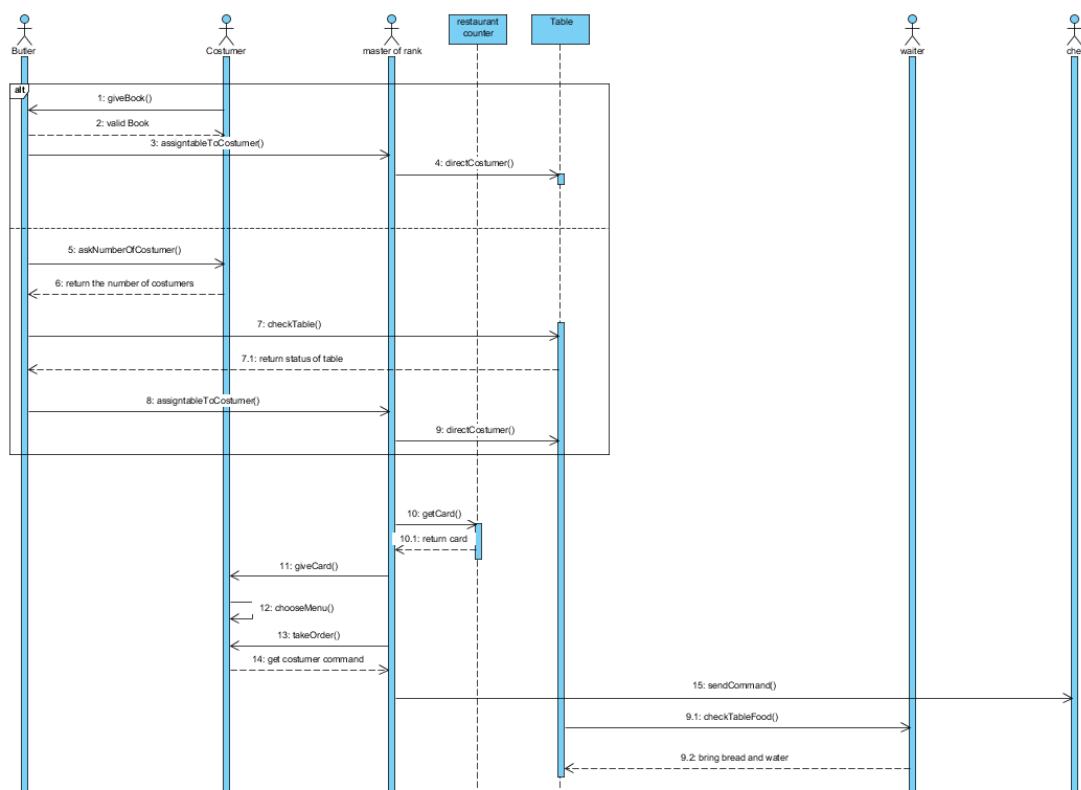 Butler
Costumer
master of rank
restaurant
counter
Table
waiter
che
alt
1: giveBook()
2: valid Book
3: assigntableToCostumer()
4: directCostumer()
5: askNumberOfCostumer()
6: return the number of costumers
7: checkTable()
7.1: return status of table
8: assigntableToCostumer()
9: directCostumer()
10: getCard()
10.1: return card
11: giveCard()
12: chooseMenu()
13: takeOrder()
14: get costumer command
15: sendCommand()
9.1: checkTableFood()
9.2: bring bread and water